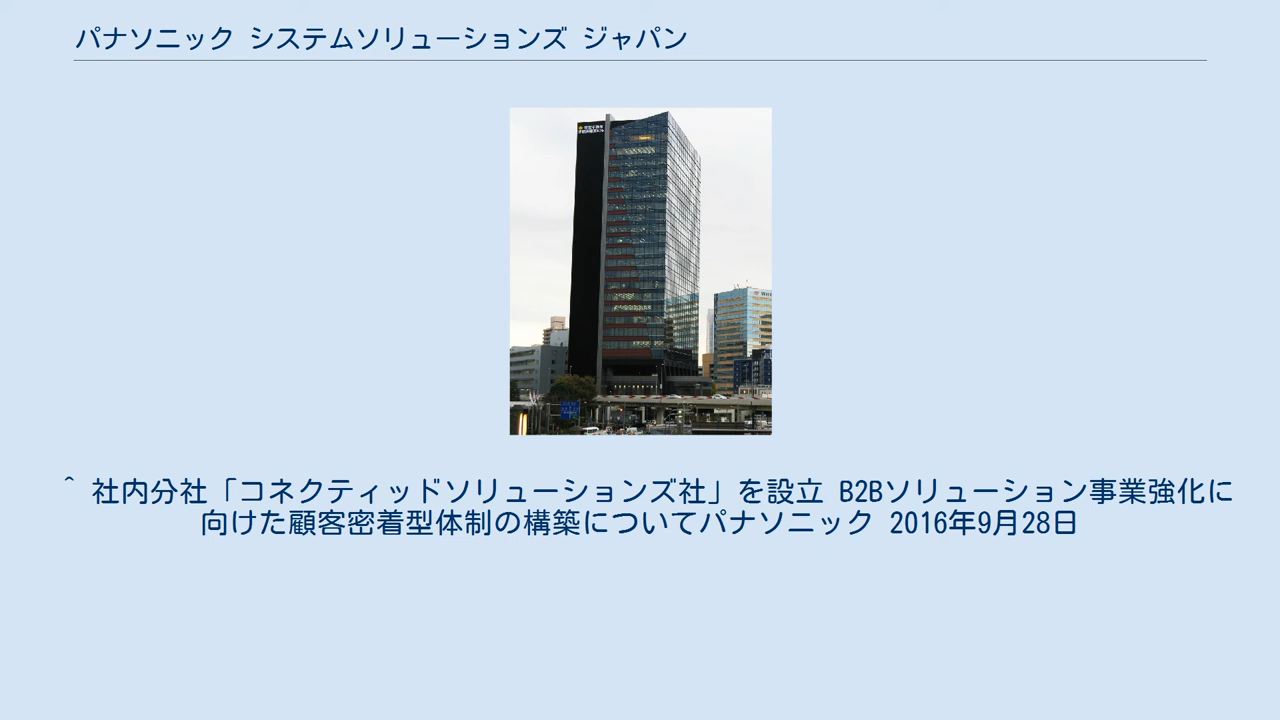 パナソニック システムソリューションズ ジャパン
^ 社内分社「コネクティッドソリューションズ社」を設立 B2Bソリューション事業強化に
向けた顧客密着型体制の構築についてパナソニック 2016年9月28日